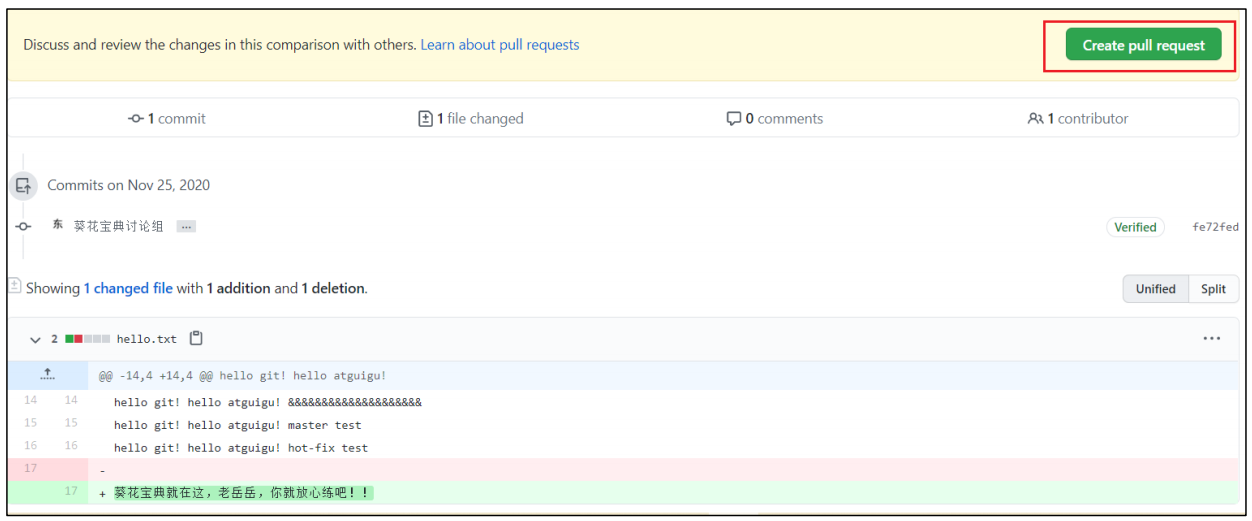 Discuss and review the changes in this comparison with others. Learn about pull requests
Create pull request
1 commit
1 file changed
0 comments
1 contributor
Commits on Nov 25, 2020
东 葵花宝典讨论组 ...
Verified fe72fed
Showing 1 changed file with 1 addition and 1 deletion.
Unified Split
2 hello.txt
@@ -14,4 +14,4 @@ hello git! hello atguigu!
14 14 hello git! hello atguigu! &&&&&&&&&&&&&&&&&&&&
15 15 hello git! hello atguigu! master test
16 16 hello git! hello atguigu! hot-fix test
17 -
17 + 葵花宝典就在这，老岳岳，你就放心练吧！！